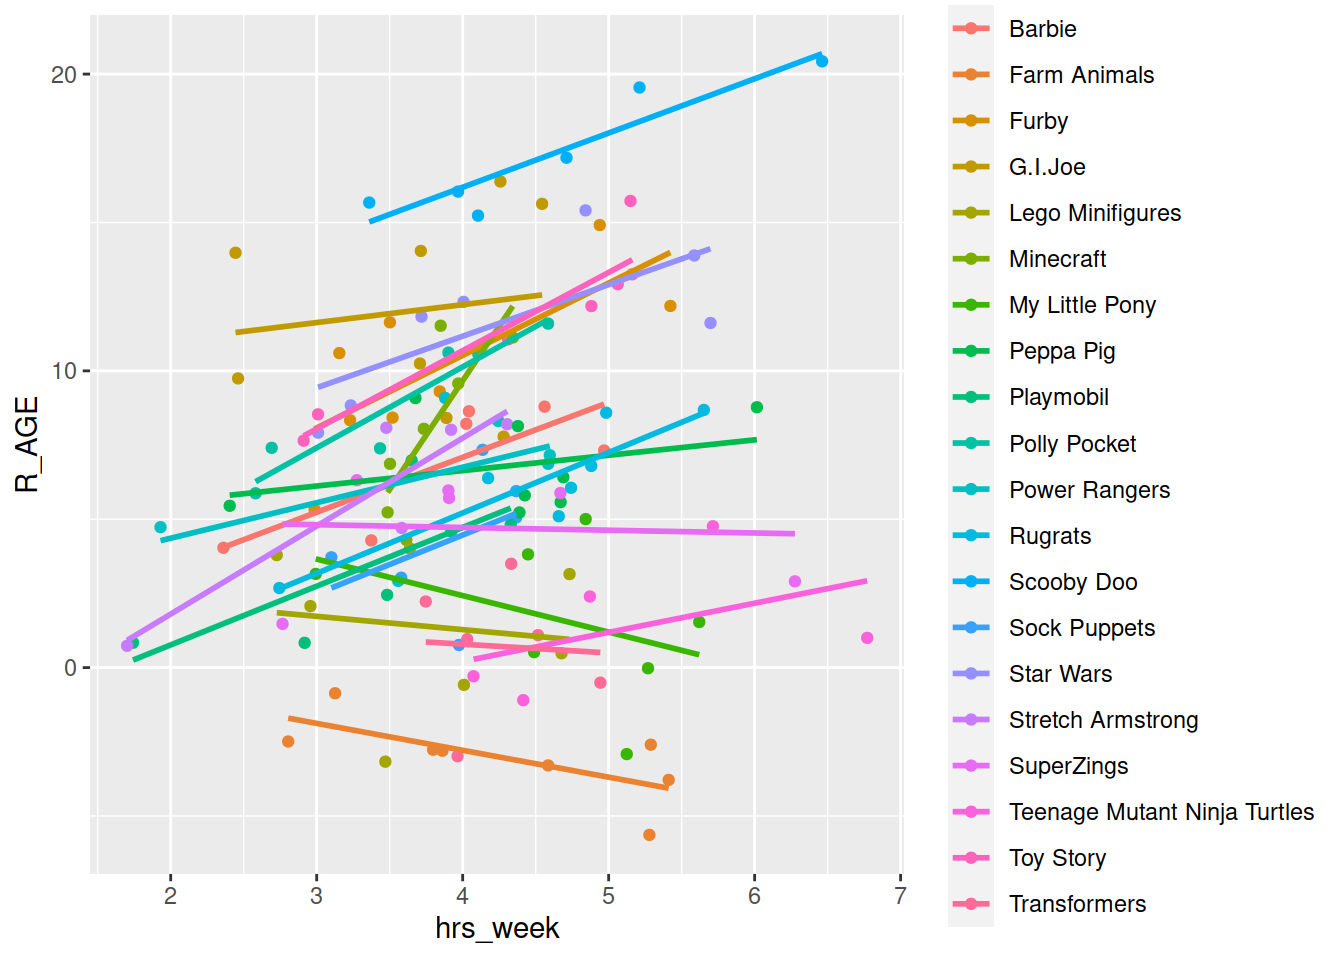 R_AGE
20
10
0
2 3 4 5 6 7
hrs_week
Barbie
Farm Animals
Furby
G.I.Joe
Lego Minifigures
Minecraft
My Little Pony
Peppa Pig
Playmobil
Polly Pocket
Power Rangers
Rugrats
Scooby Doo
Sock Puppets
Star Wars
Stretch Armstrong
SuperZings
Teenage Mutant Ninja Turtles
Toy Story
Transformers